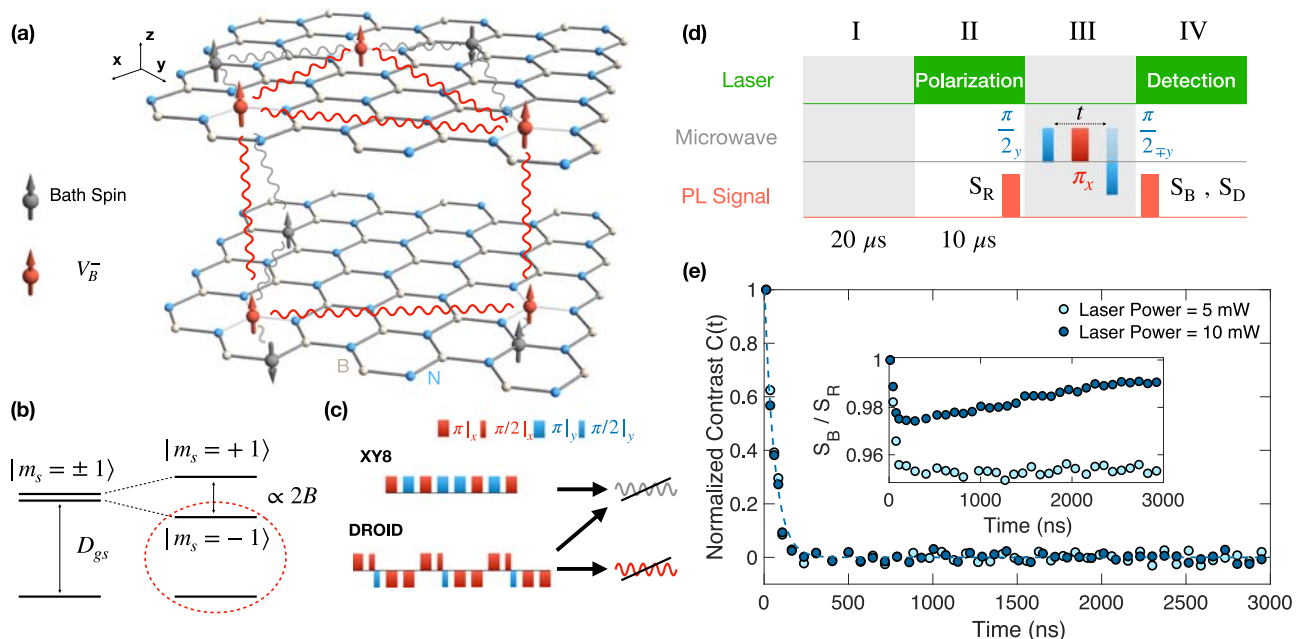 (a)
z
x
y
Bath Spin
V_B^-
B
N
(b)
|m_s = ± 1⟩
|m_s = + 1⟩
∝ 2B
|m_s = − 1⟩
D_gs
(c)
π|_x π/2|_x π|_y π/2|_y
XY8
DROID
(d)
I II III IV
Laser
Polarization
Detection
Microwave
π/2_y
t
π_x
π/2_∓y
PL Signal
S_R
S_B , S_D
20 μs
10 μs
(e)
Normalized Contrast C(t)
1
0.8
0.6
0.4
0.2
0
0 500 1000 1500 2000 2500 3000
Time (ns)
Laser Power = 5 mW
Laser Power = 10 mW
S_B / S_R
1
0.98
0.96
0 1000 2000 3000
Time (ns)